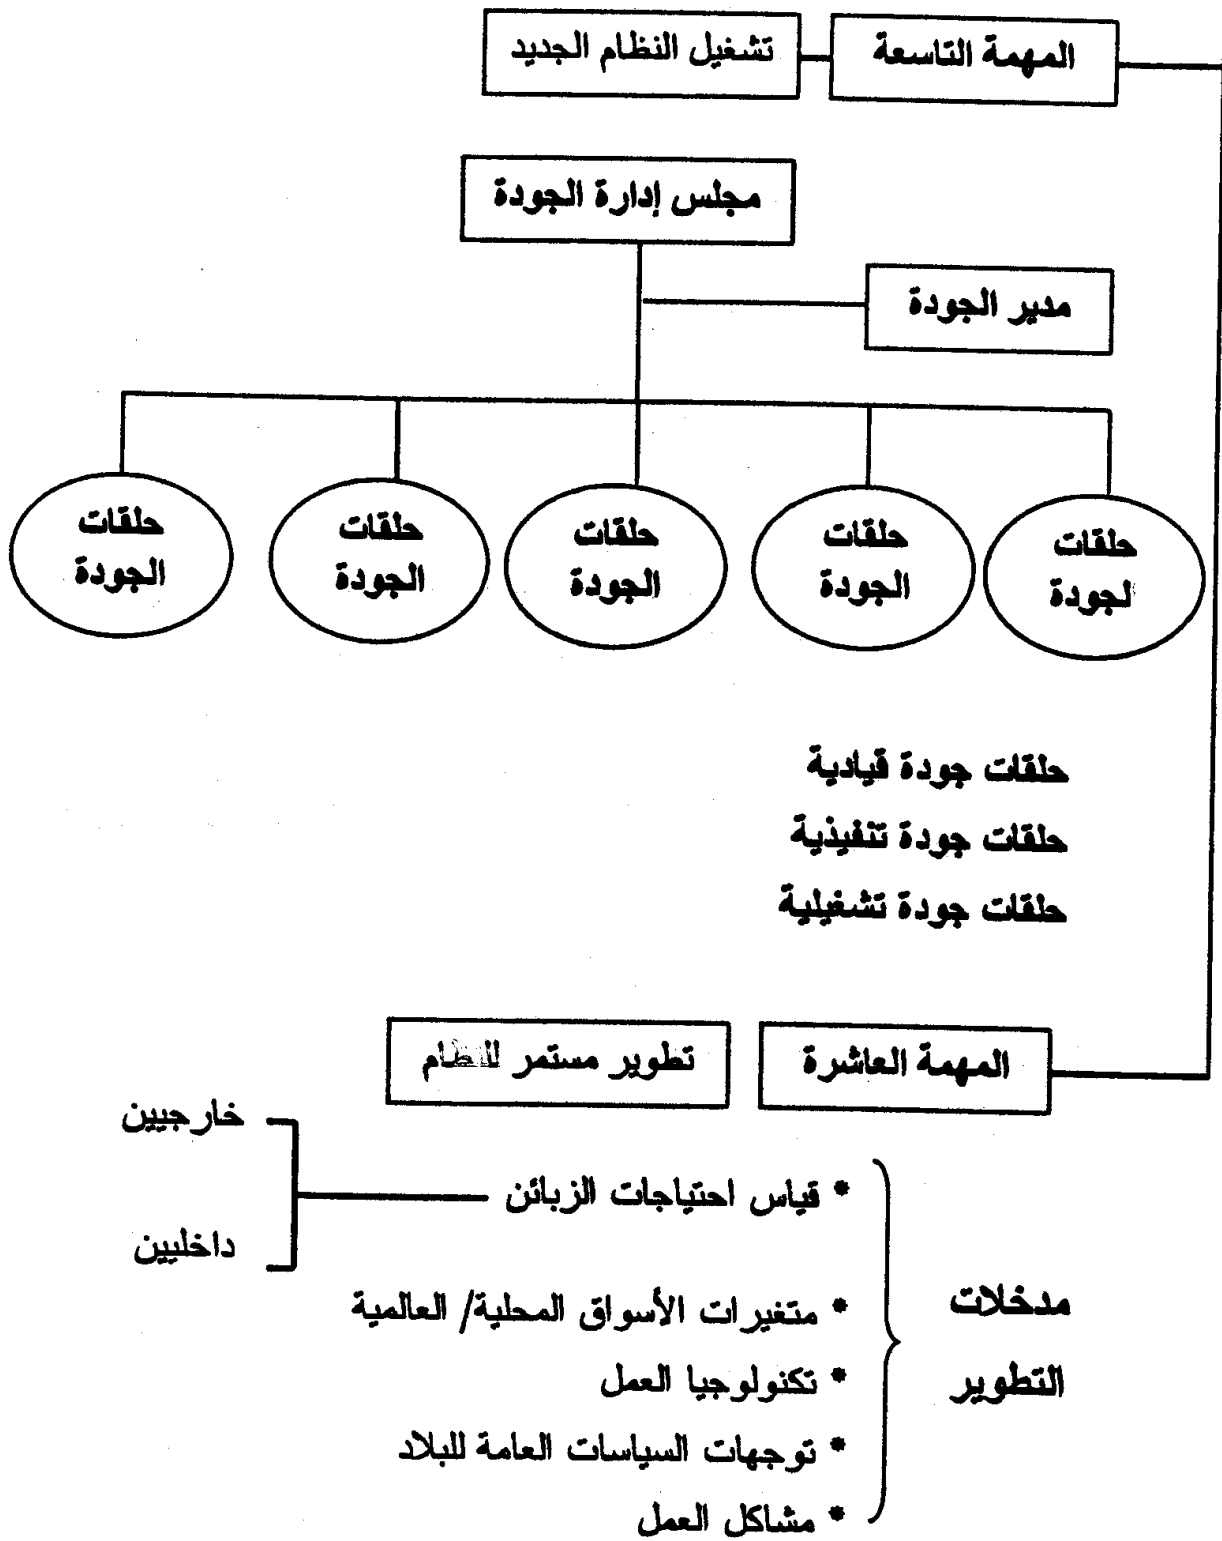 المهمة التاسعة
تشغيل النظام الجديد
مجلس إدارة الجودة
مدير الجودة
حلقات
لجودة
حلقات
الجودة
حلقات
الجودة
حلقات
الجودة
حلقات
الجودة
حلقات جودة قيادية
حلقات جودة تنفيذية
حلقات جودة تشغيلية
المهمة العاشرة
تطوير مستمر للنظام
مدخلات
التطوير
* قياس احتياجات الزبائن
خارجيين
داخليين
* متغيرات الأسواق المحلية/ العالمية
* تكنولوجيا العمل
* توجهات السياسات العامة للبلاد
* مشاكل العمل